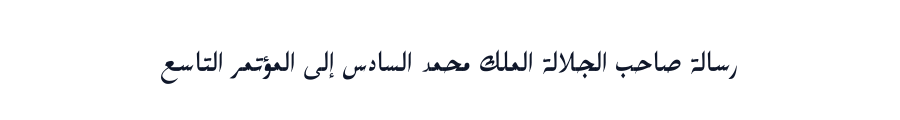 رسالة صاحب الجلالة الملك محمد السادس إلى المؤتمر التاسع